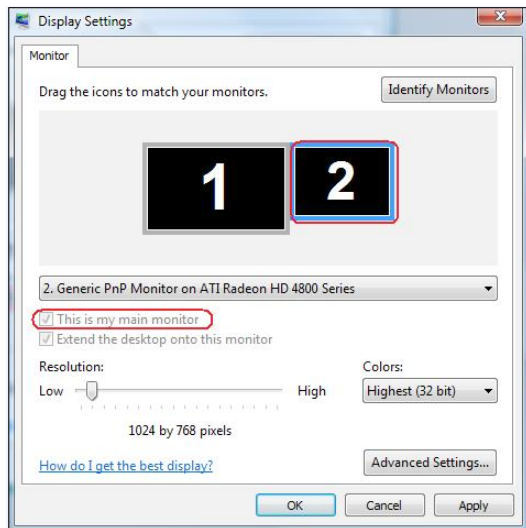 Display Settings
Monitor
Drag the icons to match your monitors.
Identify Monitors
1
2
2. Generic PnP Monitor on ATI Radeon HD 4800 Series
This is my main monitor
Extend the desktop onto this monitor
Resolution:
Colors:
Low
High
Highest (32 bit)
1024 by 768 pixels
How do I get the best display?
Advanced Settings...
OK
Cancel
Apply